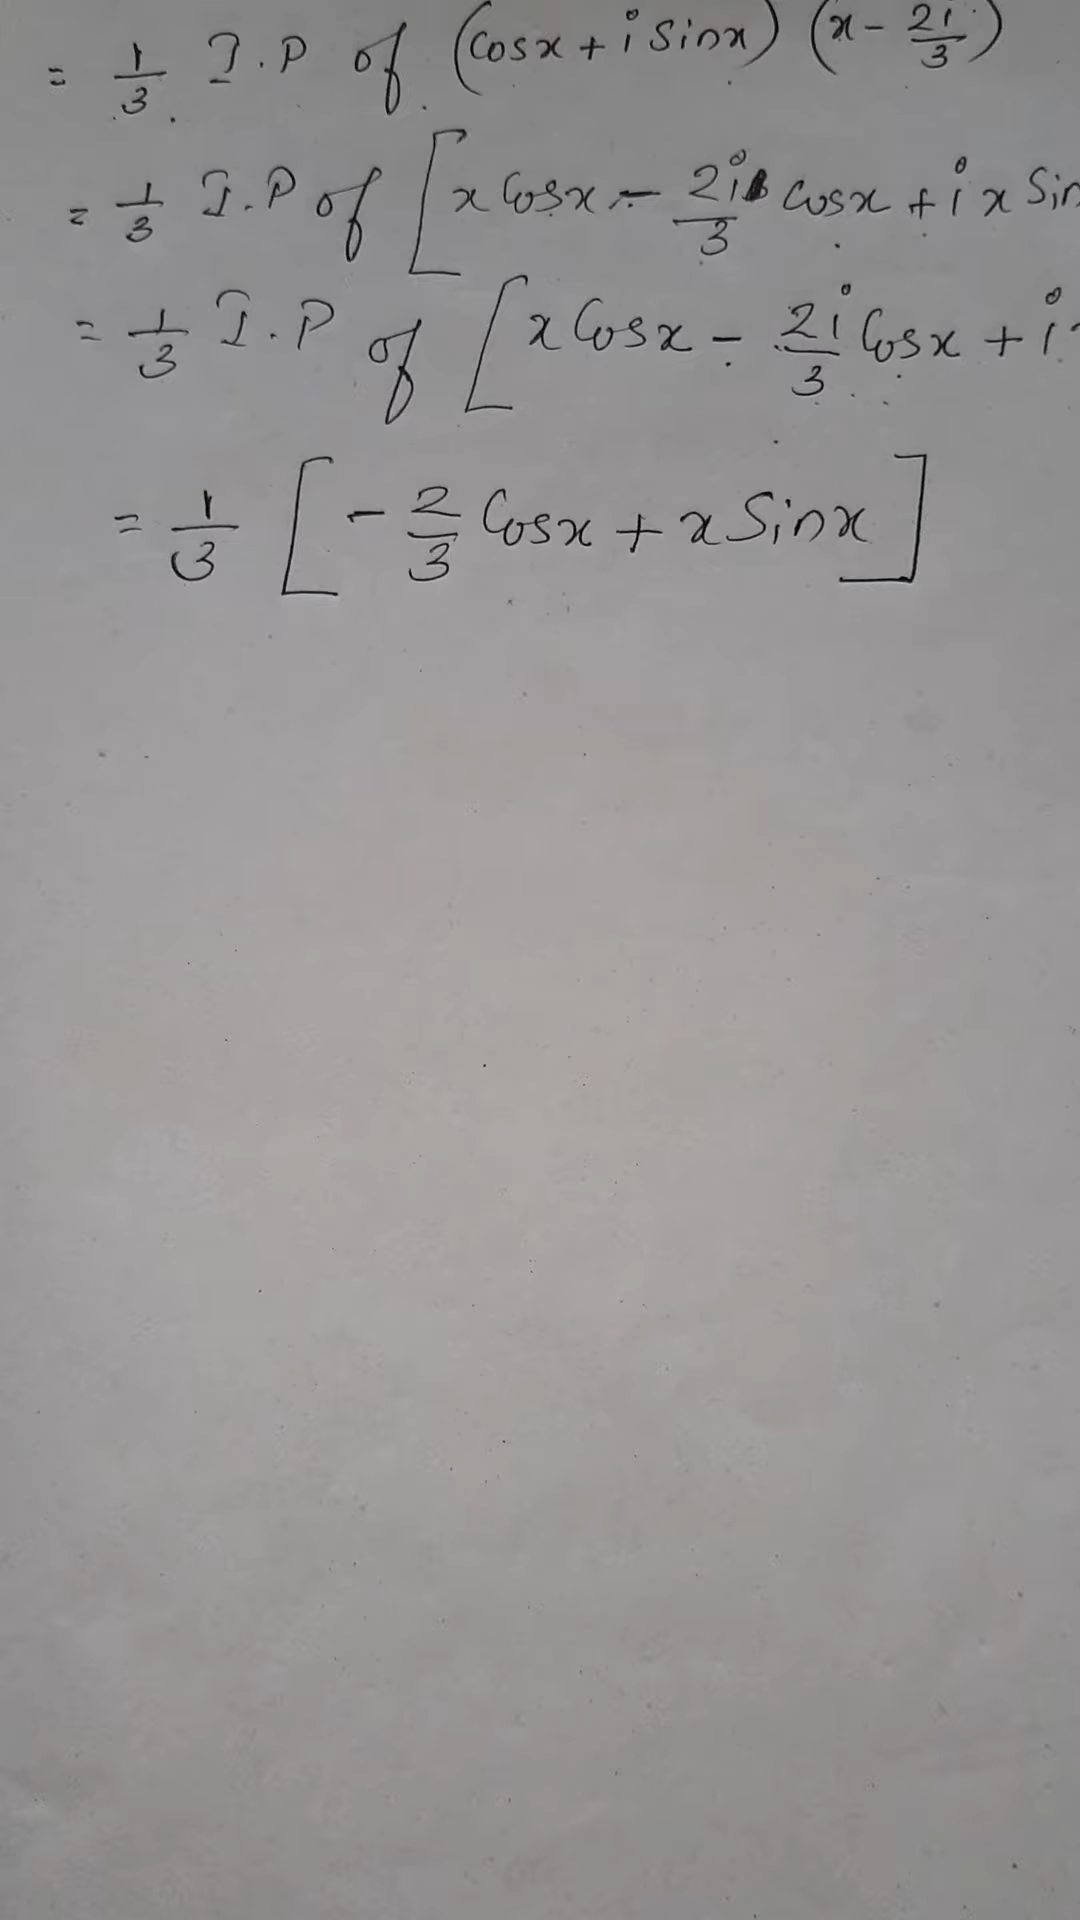 = 1/3 I.P of (Cosx + i Sinx) (x - 2i/3)
= 1/3 I.P of [x Cosx - 2i/3 Cosx + i x Sin
= 1/3 I.P of [x Cosx - 2i/3 Cosx + i
= 1/3 [- 2/3 Cosx + x Sinx]